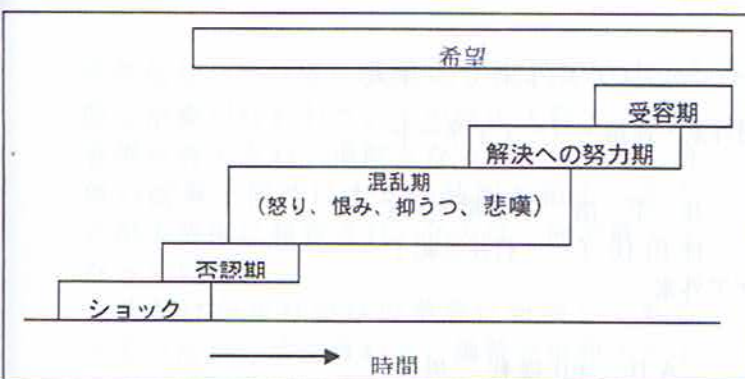 希望
受容期
解決への努力期
混乱期
(怒り、恨み、抑うつ、悲嘆)
否認期
ショック
時間